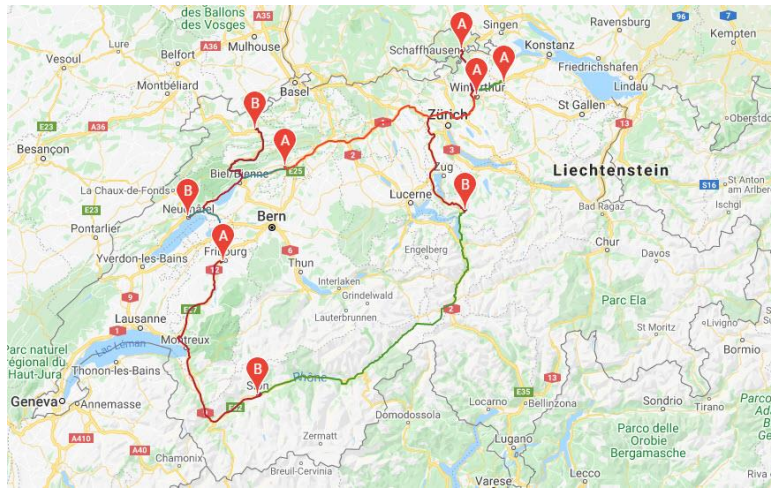 des Ballons
des Vosges
A35
A36
Mulhouse
Vesoul
Lure
Belfort
Montbéliard
Basel
A
Singen
Schaffhausen
Konstanz
Ravensburg
96
7
Kempten
Friedrichshafen
Lindau
A
A
Winterthur
St Gallen
Zürich
13
Oberstdo
E23
A36
Besançon
B
A
3
2
E25
Biel/Bienne
La Chaux-de-Fonds
B
Neuchâtel
E23
Pontarlier
Zug
3
Lucerne
B
Liechtenstein
S16
St Anton
am Arlber
Ischgl
Bad Ragaz
Bern
A
Fribourg
12
6
Thun
Yverdon-les-Bains
Engelberg
Chur
Davos
Interlaken
Grindelwald
Lauterbrunnen
9
E27
Parc Ela
2
1
Lausanne
Lac Léman
Montreux
St Moritz
Livigno
Bormio
Parc naturel
régional du
Haut-Jura
Thonon-les-Bains
B
Sion
Rhône
E62
9
Geneva
Annemasse
A410
A40
Chamonix
Zermatt
Breuil-Cervinia
Domodossola
13
E35
Locarno
Bellinzona
Lugano
Varese
Lecco
Sondrio
Tirano
Parco delle
Orobie
Bergamasche
Parco